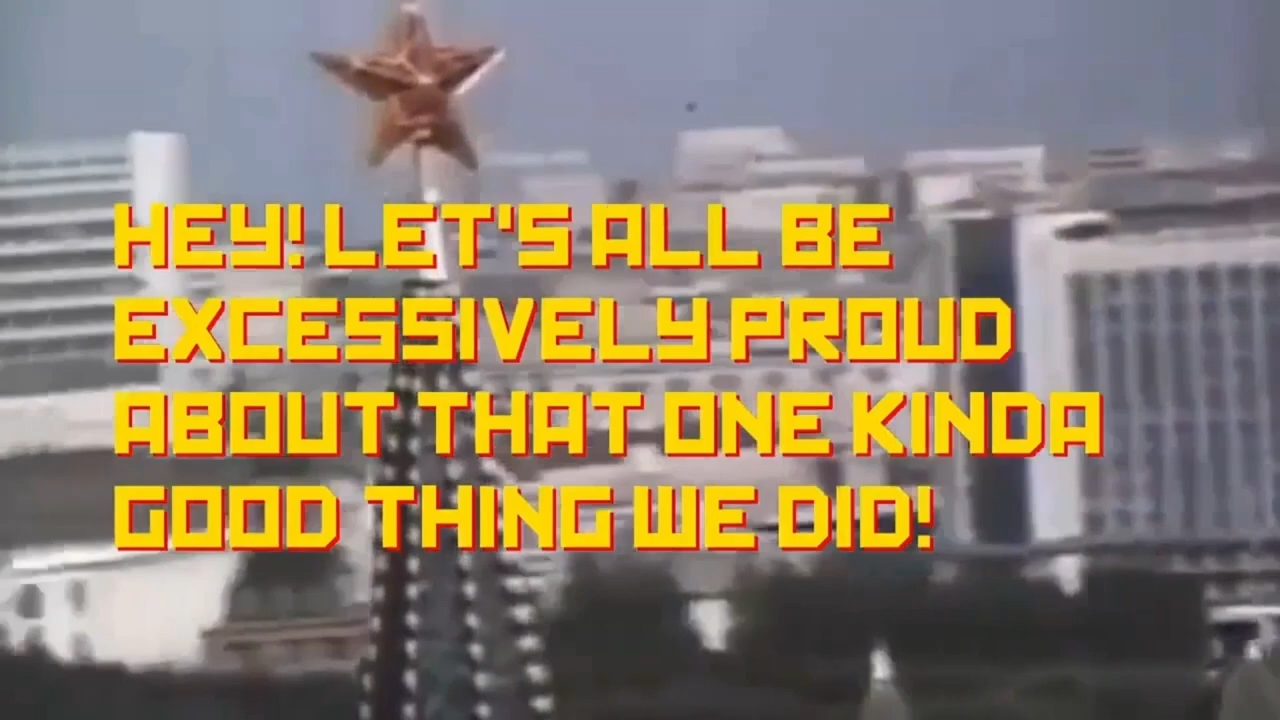 HEY! LET'S ALL BE
EXCESSIVELY PROUD
ABOUT THAT ONE KINDA
GOOD THING WE DID!